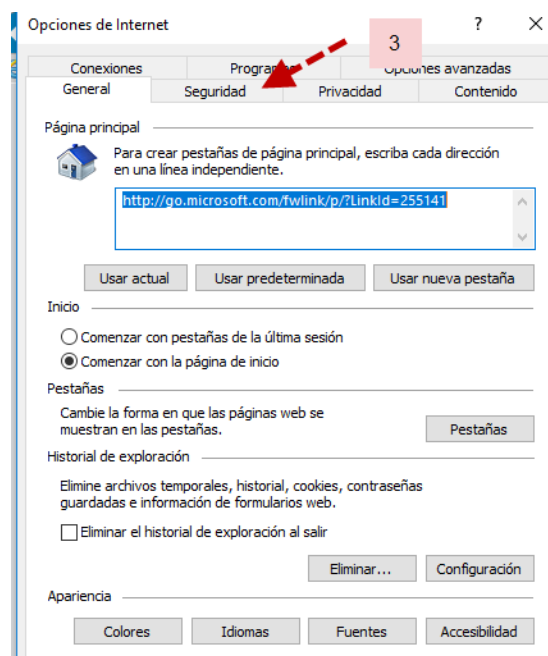 Opciones de Internet
?
3
Conexiones Programas Opciones avanzadas
General Seguridad Privacidad Contenido
Página principal
Para crear pestañas de página principal, escriba cada dirección
en una línea independiente.
http://go.microsoft.com/fwlink/p/?LinkId=255141
Usar actual Usar predeterminada Usar nueva pestaña
Inicio
Comenzar con pestañas de la última sesión
Comenzar con la página de inicio
Pestañas
Cambie la forma en que las páginas web se
muestran en las pestañas.
Pestañas
Historial de exploración
Elimine archivos temporales, historial, cookies, contraseñas
guardadas e información de formularios web.
Eliminar el historial de exploración al salir
Eliminar... Configuración
Apariencia
Colores Idiomas Fuentes Accesibilidad